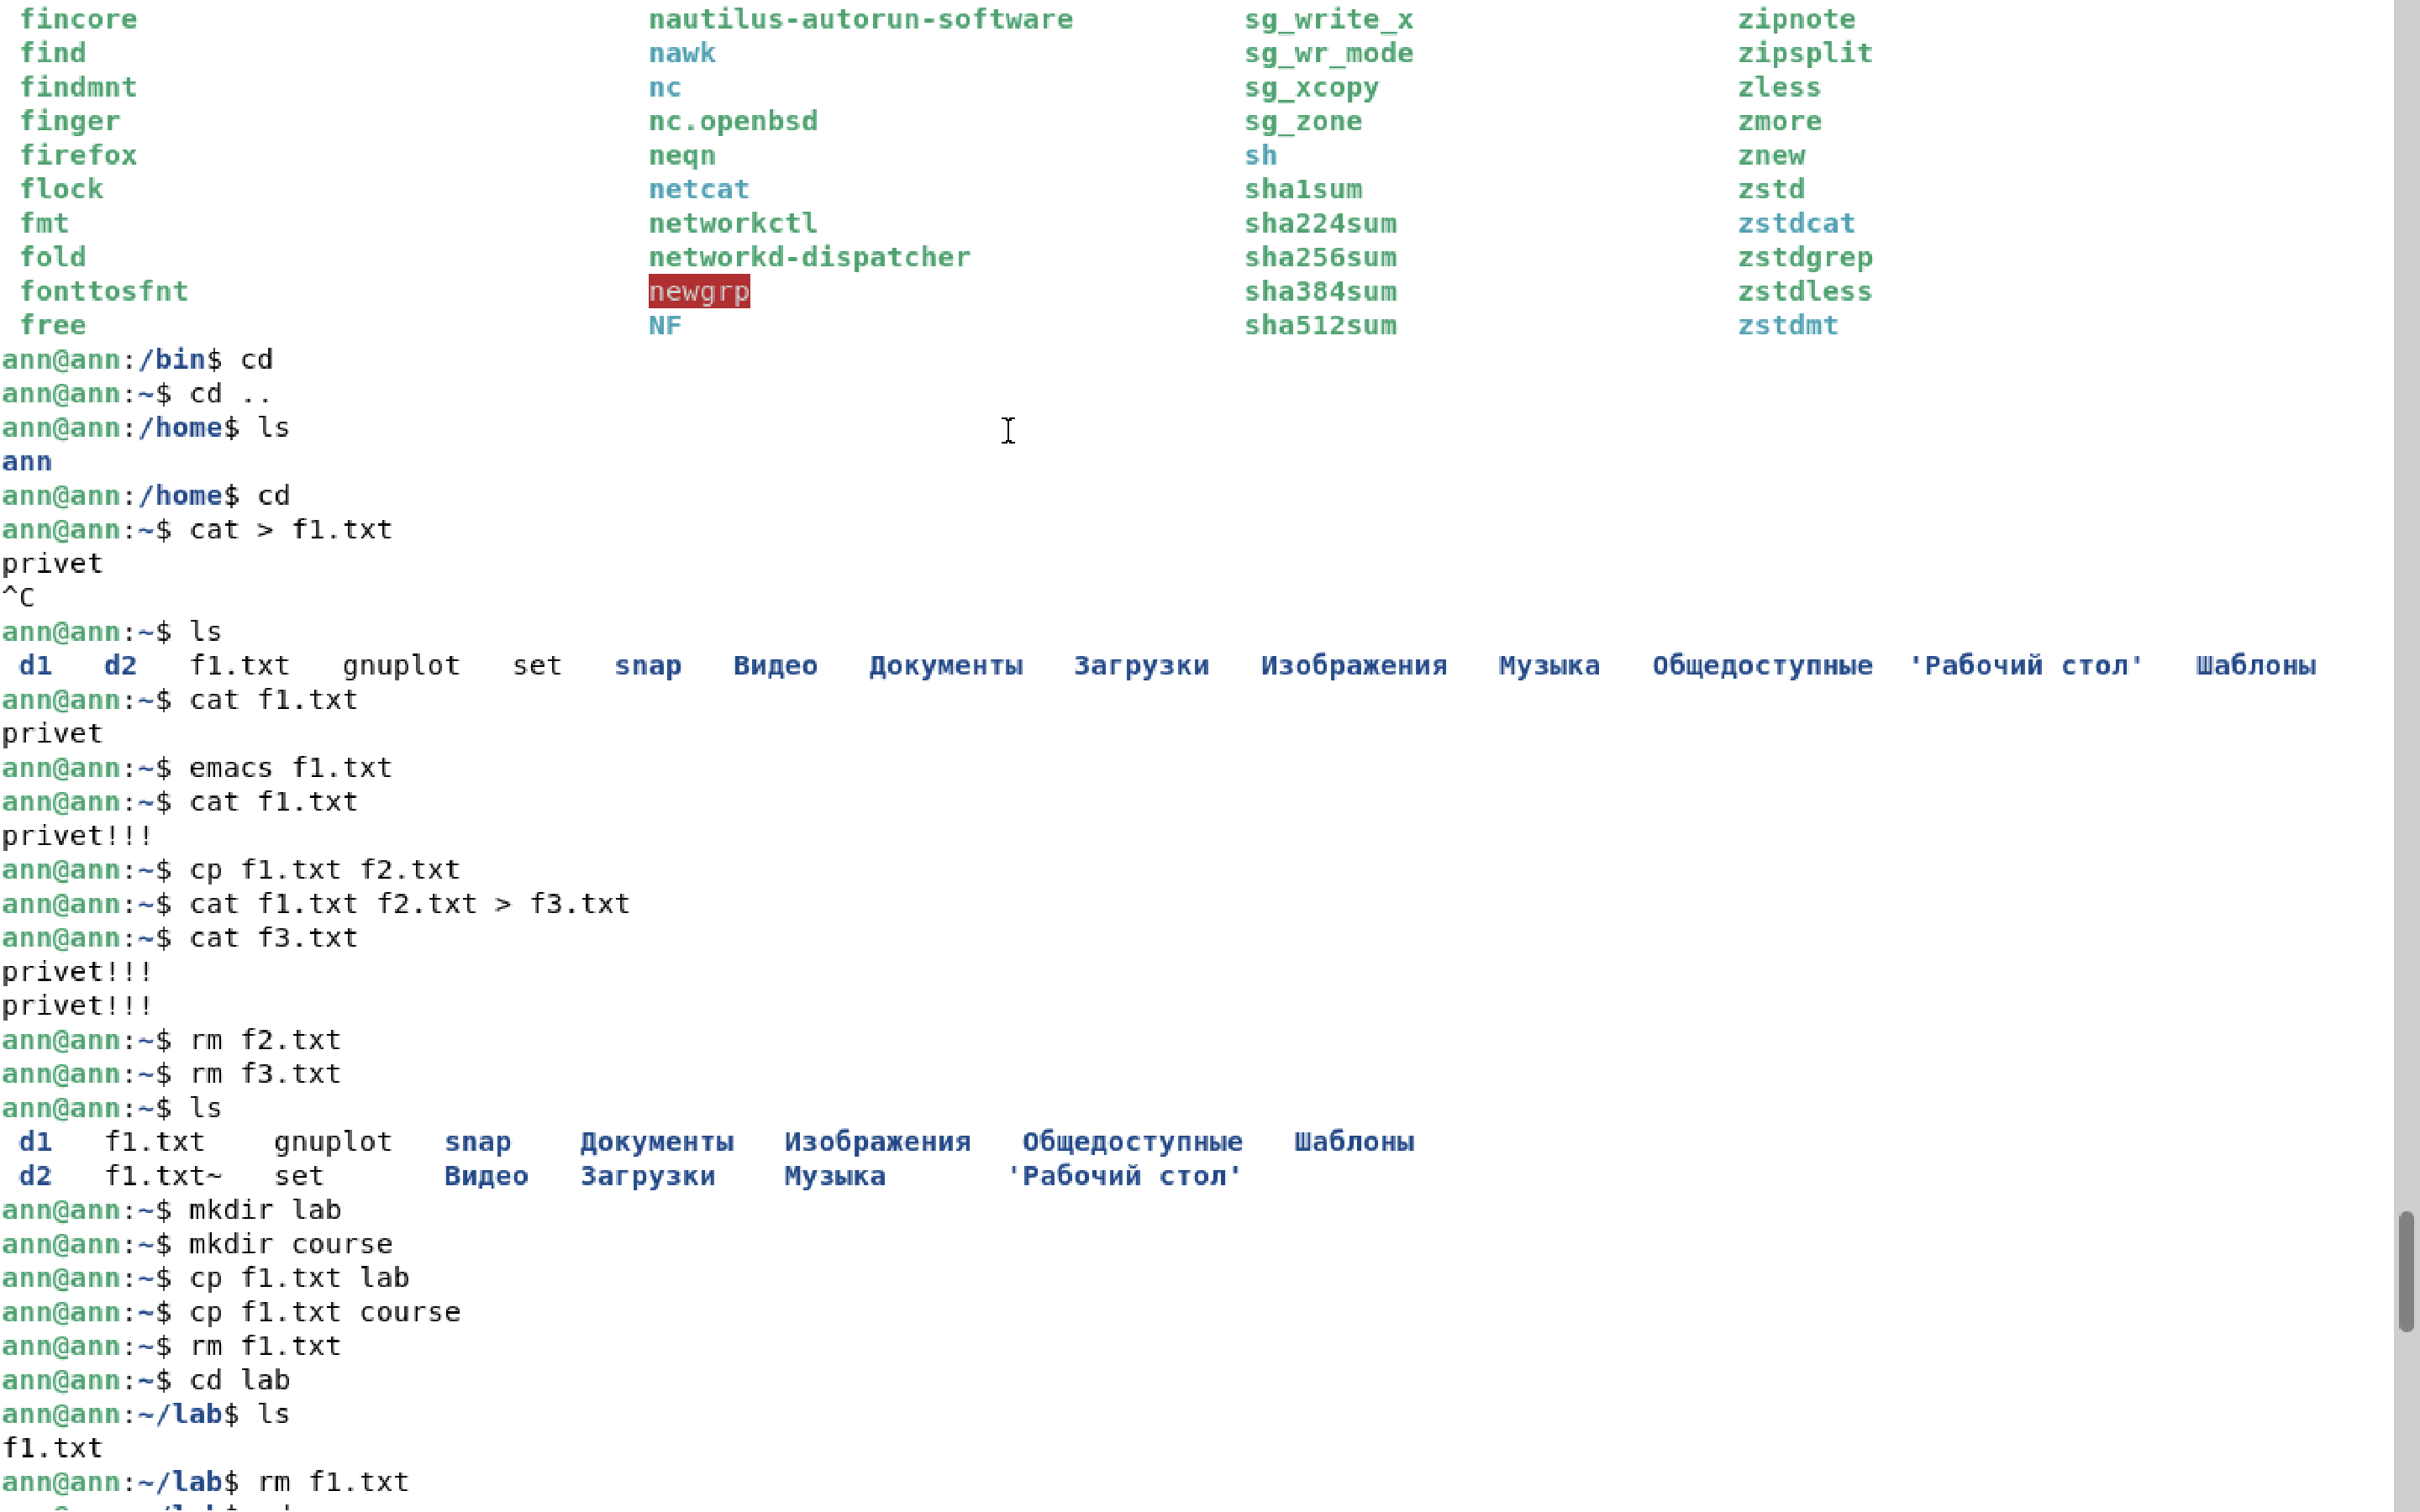 fincore nautilus-autorun-software sg_write_x zipnote
find nawk sg_wr_mode zipsplit
findmnt nc sg_xcopy zless
finger nc.openbsd sg_zone zmore
firefox neqn sh znew
flock netcat sha1sum zstd
fmt networkctl sha224sum zstdcat
fold networkd-dispatcher sha256sum zstdgrep
fonttosfnt newgrp sha384sum zstdless
free NF sha512sum zstdmt
ann@ann:/bin$ cd
ann@ann:~$ cd ..
ann@ann:/home$ ls
ann
ann@ann:/home$ cd
ann@ann:~$ cat > f1.txt
privet
^C
ann@ann:~$ ls
d1 d2 f1.txt gnuplot set snap Видео Документы Загрузки Изображения Музыка Общедоступные 'Рабочий стол' Шаблоны
ann@ann:~$ cat f1.txt
privet
ann@ann:~$ emacs f1.txt
ann@ann:~$ cat f1.txt
privet!!!
ann@ann:~$ cp f1.txt f2.txt
ann@ann:~$ cat f1.txt f2.txt > f3.txt
ann@ann:~$ cat f3.txt
privet!!!
privet!!!
ann@ann:~$ rm f2.txt
ann@ann:~$ rm f3.txt
ann@ann:~$ ls
d1 f1.txt gnuplot snap Документы Изображения Общедоступные Шаблоны
d2 f1.txt~ set Видео Загрузки Музыка 'Рабочий стол'
ann@ann:~$ mkdir lab
ann@ann:~$ mkdir course
ann@ann:~$ cp f1.txt lab
ann@ann:~$ cp f1.txt course
ann@ann:~$ rm f1.txt
ann@ann:~$ cd lab
ann@ann:~/lab$ ls
f1.txt
ann@ann:~/lab$ rm f1.txt